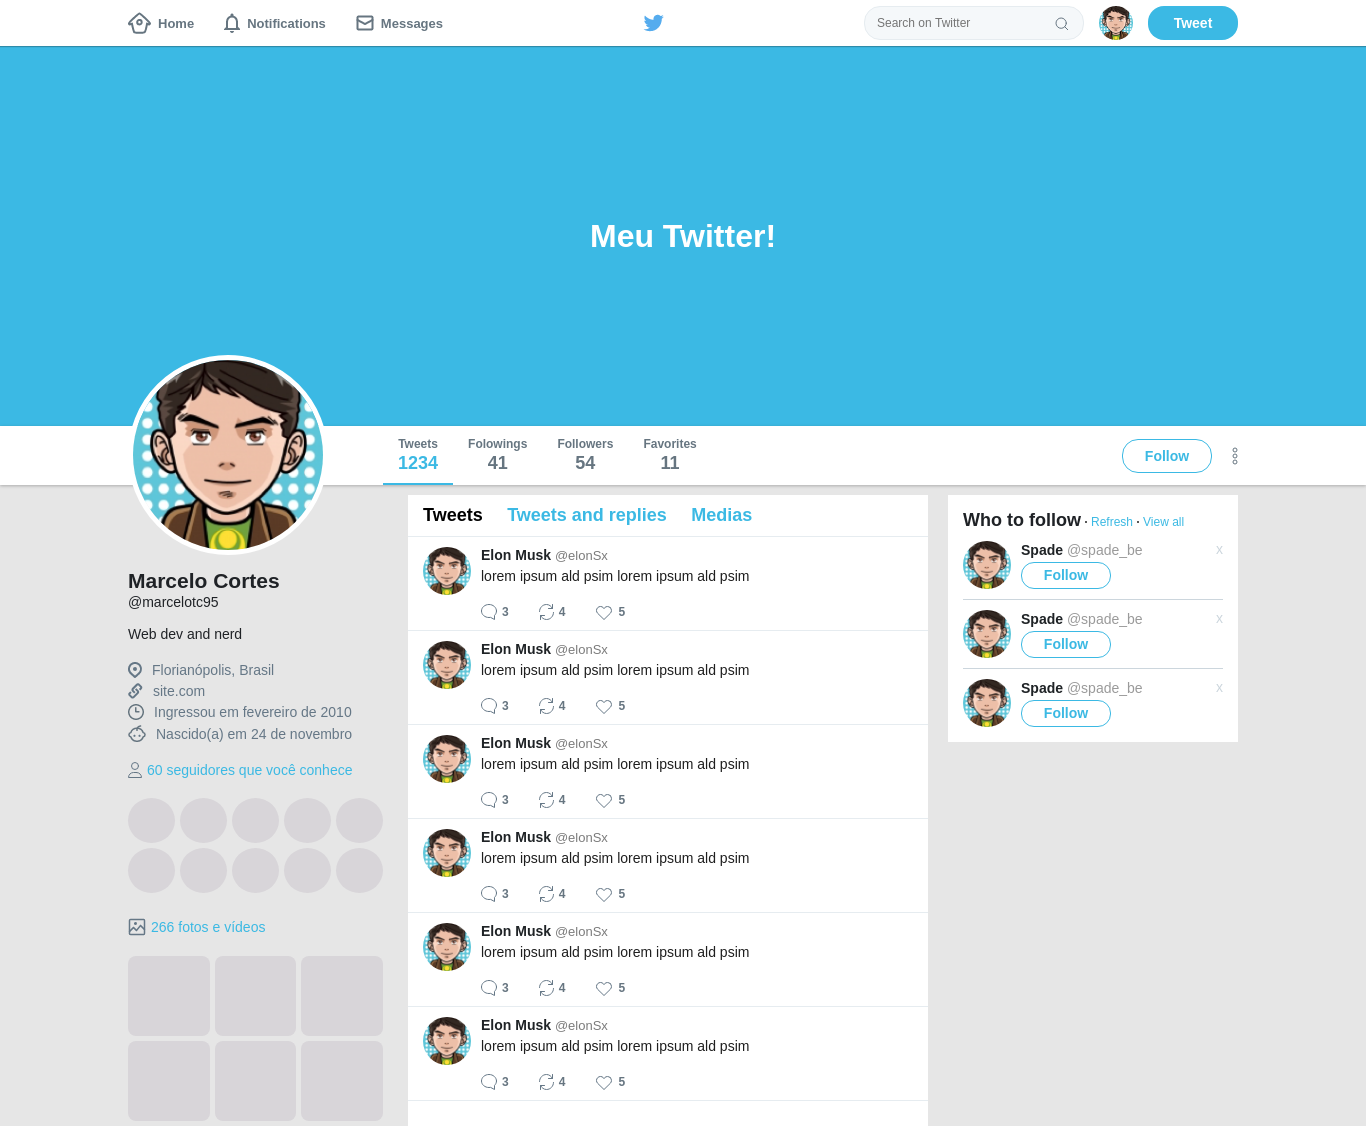 Home Notifications Messages Search on Twitter Tweet
Meu Twitter!
Tweets Folowings Followers Favorites
1234 41 54 11
Follow
Marcelo Cortes
@marcelotc95
Web dev and nerd
Florianópolis, Brasil
site.com
Ingressou em fevereiro de 2010
Nascido(a) em 24 de novembro
60 seguidores que você conhece
266 fotos e vídeos
Tweets Tweets and replies Medias
Elon Musk @elonSx
lorem ipsum ald psim lorem ipsum ald psim
3 4 5
Elon Musk @elonSx
lorem ipsum ald psim lorem ipsum ald psim
3 4 5
Elon Musk @elonSx
lorem ipsum ald psim lorem ipsum ald psim
3 4 5
Elon Musk @elonSx
lorem ipsum ald psim lorem ipsum ald psim
3 4 5
Elon Musk @elonSx
lorem ipsum ald psim lorem ipsum ald psim
3 4 5
Elon Musk @elonSx
lorem ipsum ald psim lorem ipsum ald psim
3 4 5
Who to follow · Refresh · View all
Spade @spade_be x
Follow
Spade @spade_be x
Follow
Spade @spade_be x
Follow